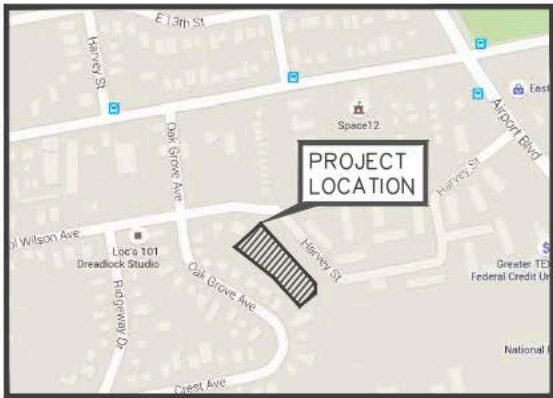 E 13th St
Harvey St
Oak Grove Ave
Space12
East
Airport Blvd
PROJECT
LOCATION
Harvey St
ol Wilson Ave
Loc's 101
Dreadlock Studio
Harvey St
Oak Grove Ave
Ridgeway Dr
Greater TEX
Federal Credit Un
National
Crest Ave